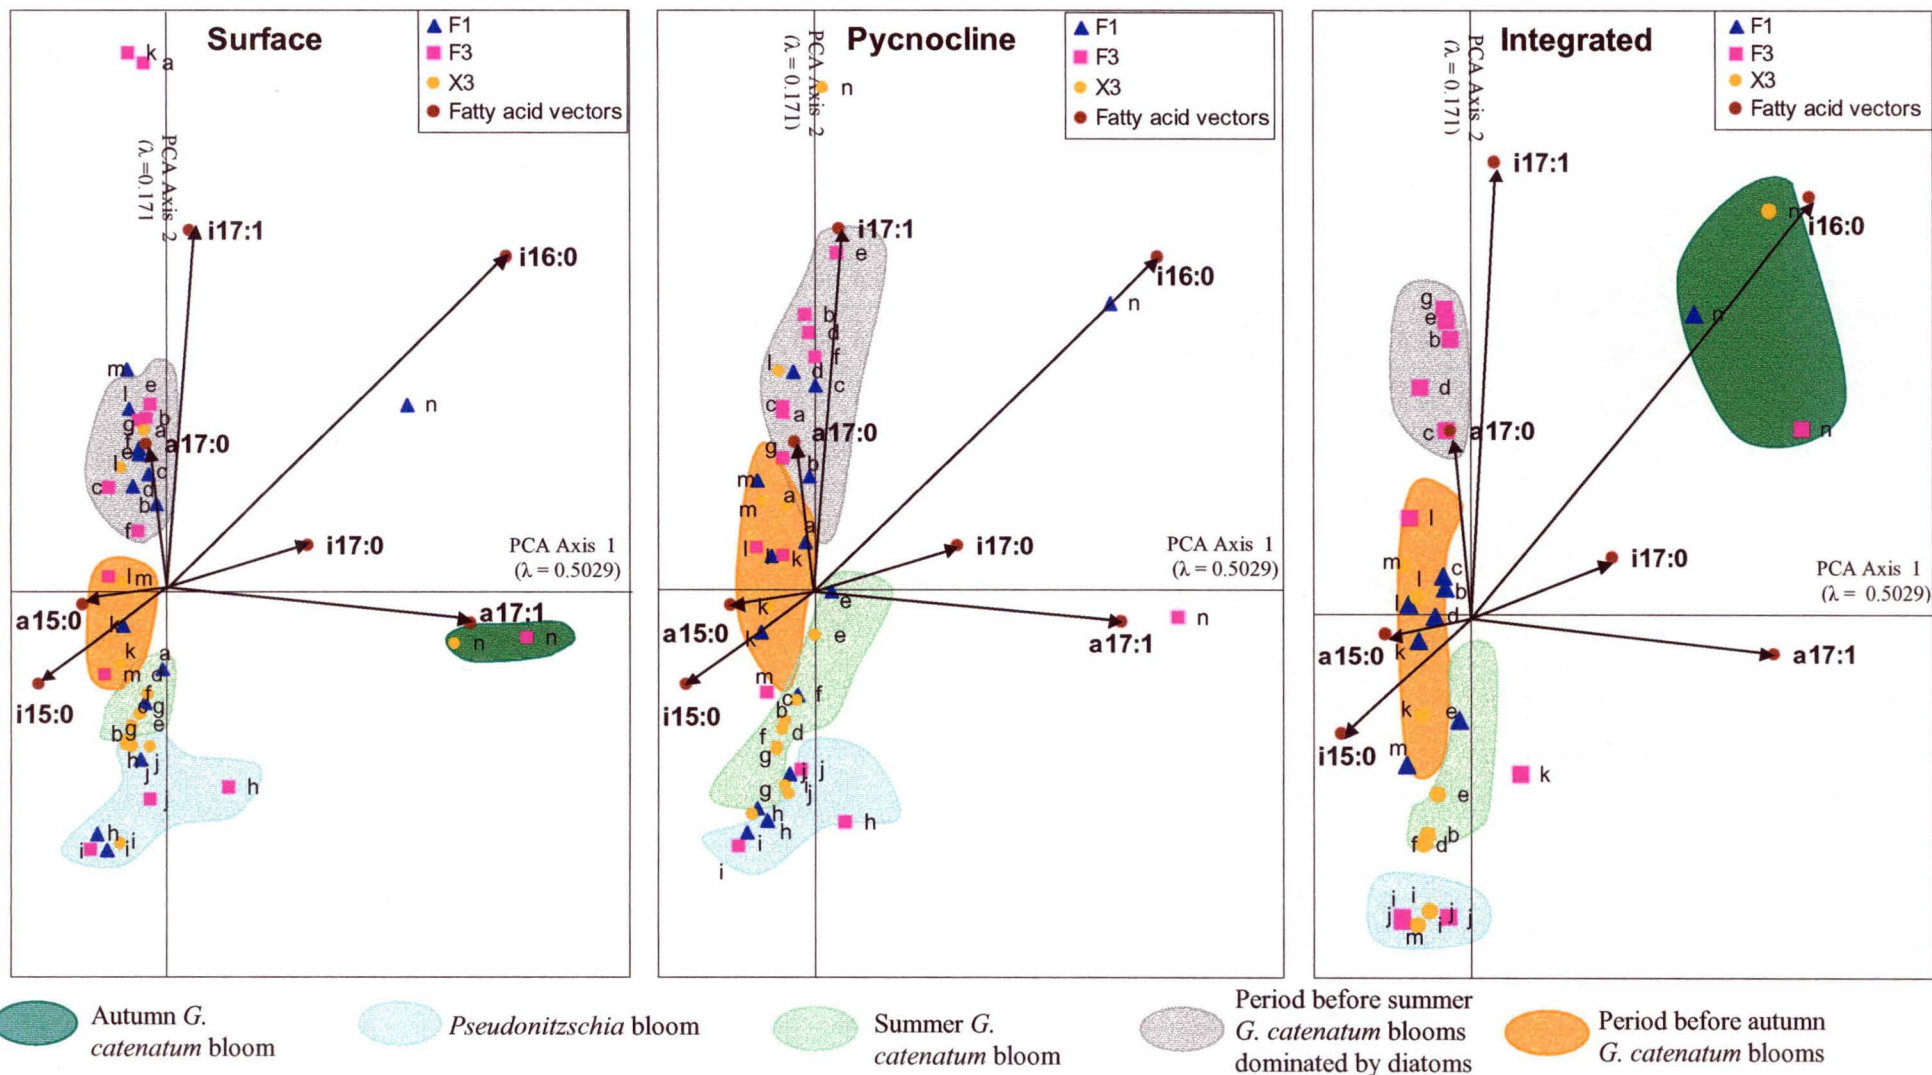 Surface
F1
F3
X3
Fatty acid vectors
k
a
PCA Axis 2
(λ =0.171
i17:1
i16:0
m
l
e
g
b
a
f
a17:0
e
l
c
c
d
b
f
i17:0
PCA Axis 1
(λ = 0.5029)
l m
a15:0
a17:1
k
n
n
n
k
a
m d
i15:0
f
c g
b g e
h j
j
h
j
h
i
i i
Pycnocline
F1
F3
X3
Fatty acid vectors
PCA Axis 2
(λ = 0.171)
n
i17:1
e
i16:0
n
b
d
f
l
d
c
c
a
a17:0
g
b
m
a
m
a
l
k
i17:0
PCA Axis 1
(λ = 0.5029)
e
k
a15:0
k
e
n
a17:1
m
i15:0
c f
b
f d
g
i j
g
j
h
h
h
i
i
Integrated
F1
F3
X3
Fatty acid vectors
PCA Axis 2
(λ = 0.171)
i17:1
i16:0
n
n
g
e
b
d
c
a17:0
l
m
c
l
b
l
d
i17:0
PCA Axis 1
(λ = 0.5029)
a15:0
k
a17:1
k
e
i15:0
m
k
e
b
f d
i i
j i j j
m
Autumn G.
catenatum bloom
Pseudonitzschia bloom
Summer G.
catenatum bloom
Period before summer
G. catenatum blooms
dominated by diatoms
Period before autumn
G. catenatum blooms